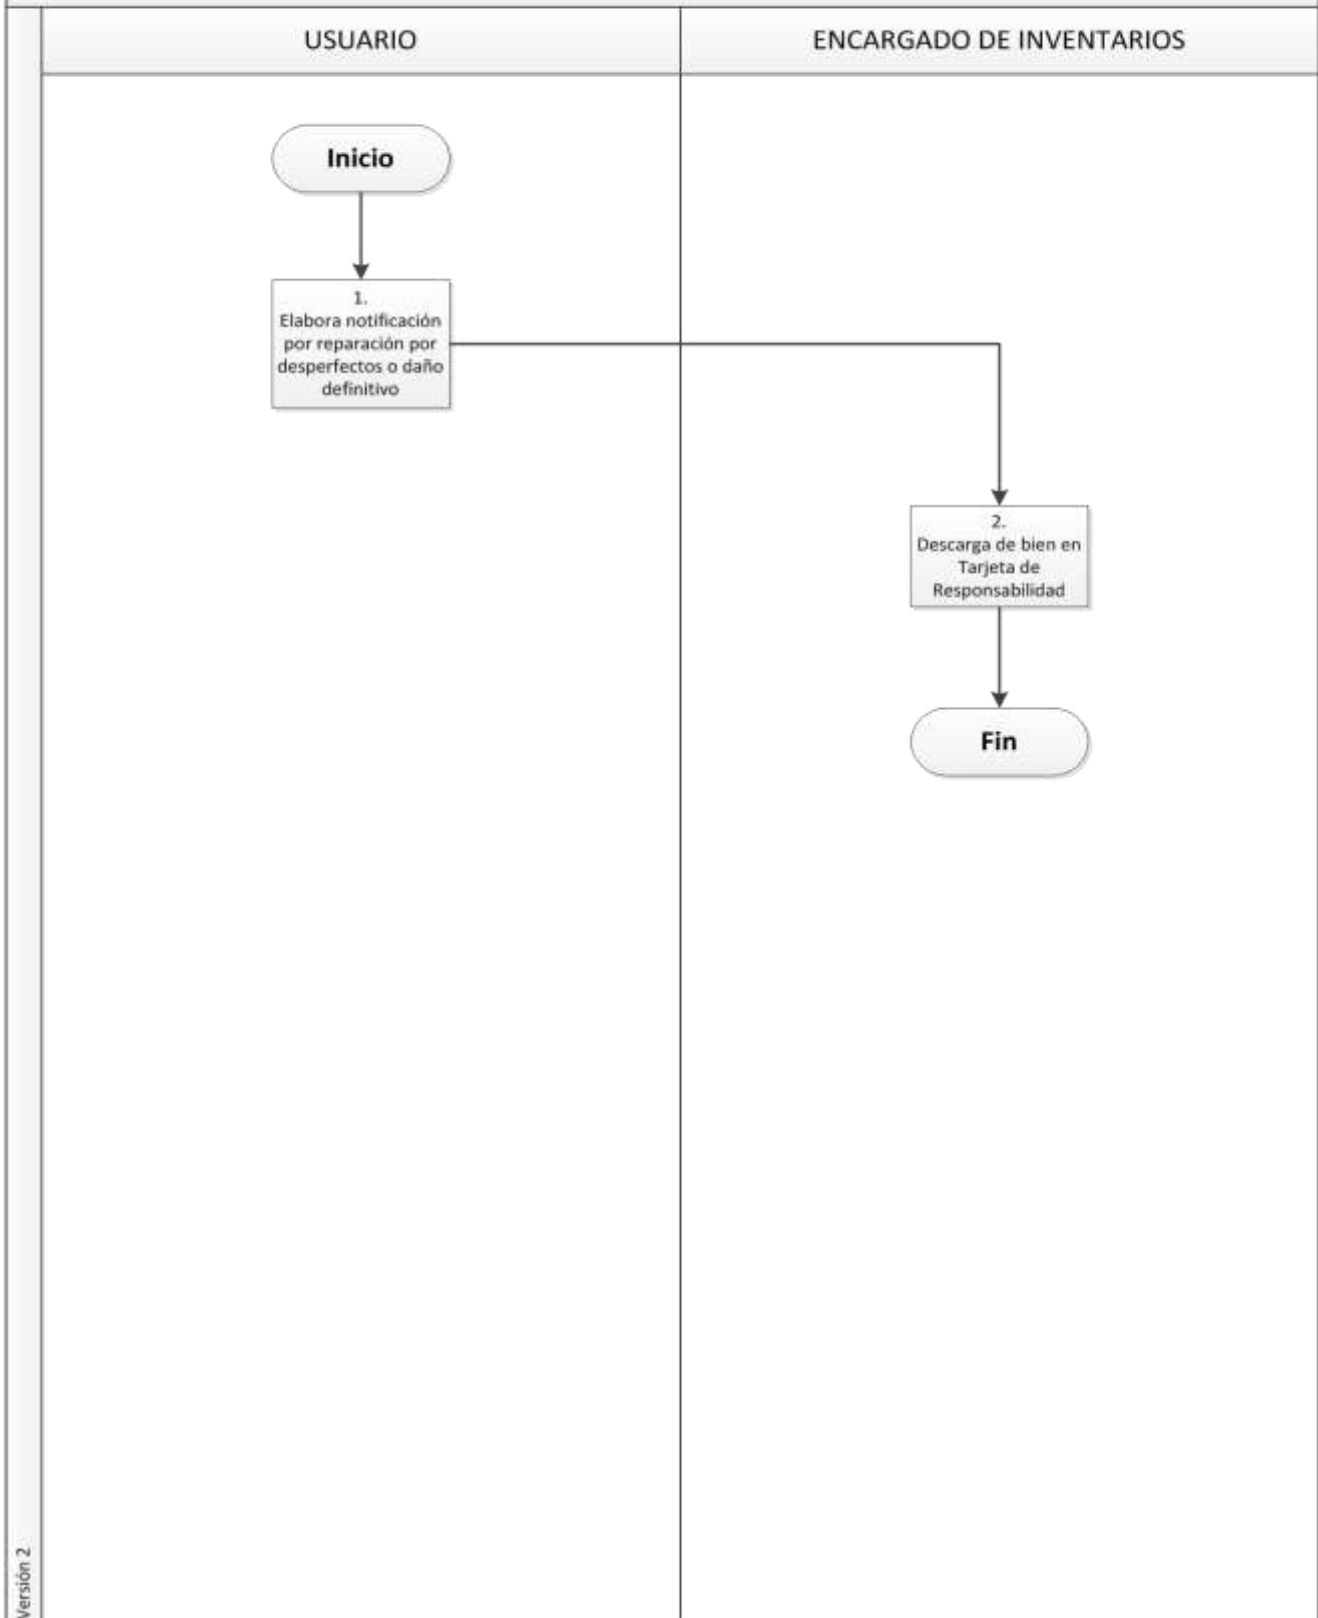 USUARIO
ENCARGADO DE INVENTARIOS
Inicio
1.
Elabora notificación
por reparación por
desperfectos o daño
definitivo
2.
Descarga de bien en
Tarjeta de
Responsabilidad
Fin
Versión 2